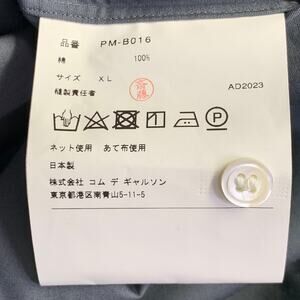 品番 PM-B016
綿 100%
サイズ XL
縫製責任者 斎藤 AD2023
ネット使用 あて布使用
日本製
株式会社 コム デ ギャルソン
東京都港区南青山5-11-5